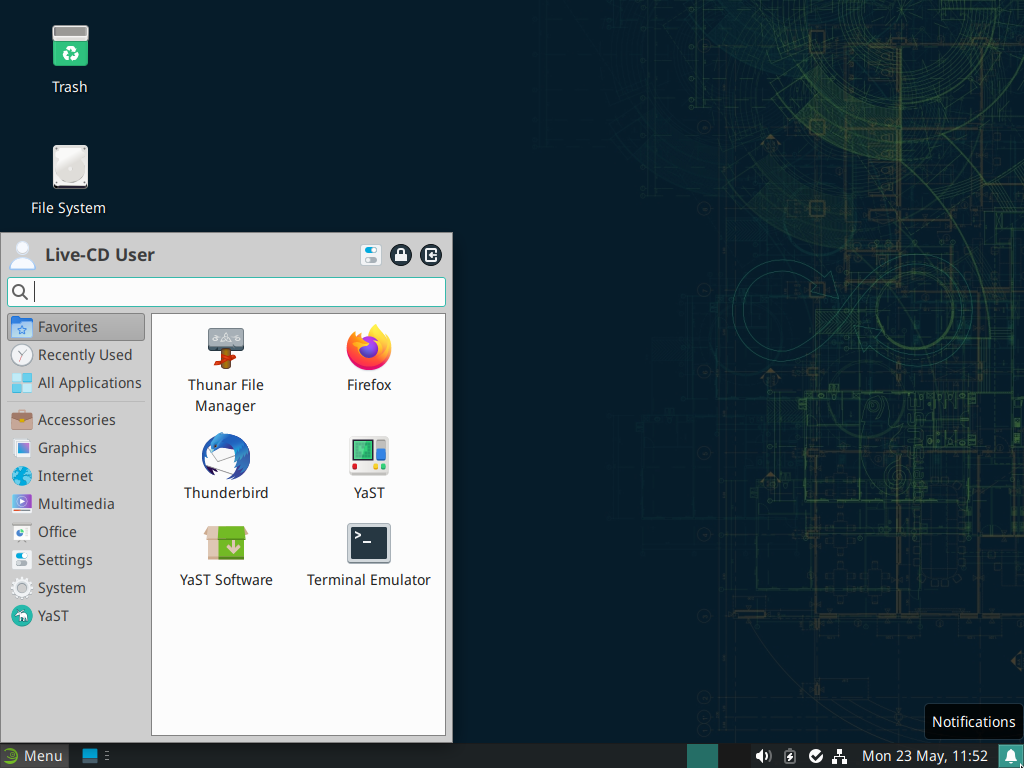 Trash
File System
Live-CD User
Favorites
Recently Used
All Applications
Accessories
Graphics
Internet
Multimedia
Office
Settings
System
YaST
Thunar File
Manager
Firefox
Thunderbird
YaST
YaST Software
Terminal Emulator
Notifications
Menu
Mon 23 May, 11:52